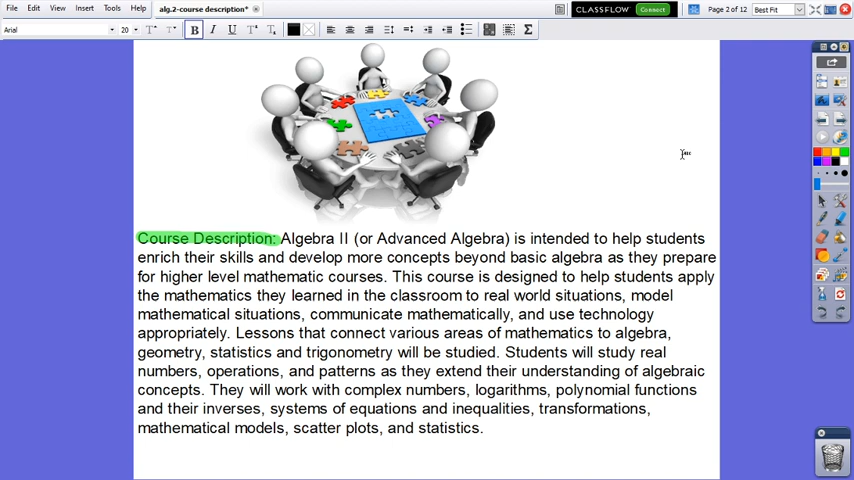 File Edit View Insert Tools Help
alg.2-course description*
CLASSFLOW Connect
Page 2 of 12
Best Fit
Arial 20 B I U
Course Description: Algebra II (or Advanced Algebra) is intended to help students
enrich their skills and develop more concepts beyond basic algebra as they prepare
for higher level mathematic courses. This course is designed to help students apply
the mathematics they learned in the classroom to real world situations, model
mathematical situations, communicate mathematically, and use technology
appropriately. Lessons that connect various areas of mathematics to algebra,
geometry, statistics and trigonometry will be studied. Students will study real
numbers, operations, and patterns as they extend their understanding of algebraic
concepts. They will work with complex numbers, logarithms, polynomial functions
and their inverses, systems of equations and inequalities, transformations,
mathematical models, scatter plots, and statistics.